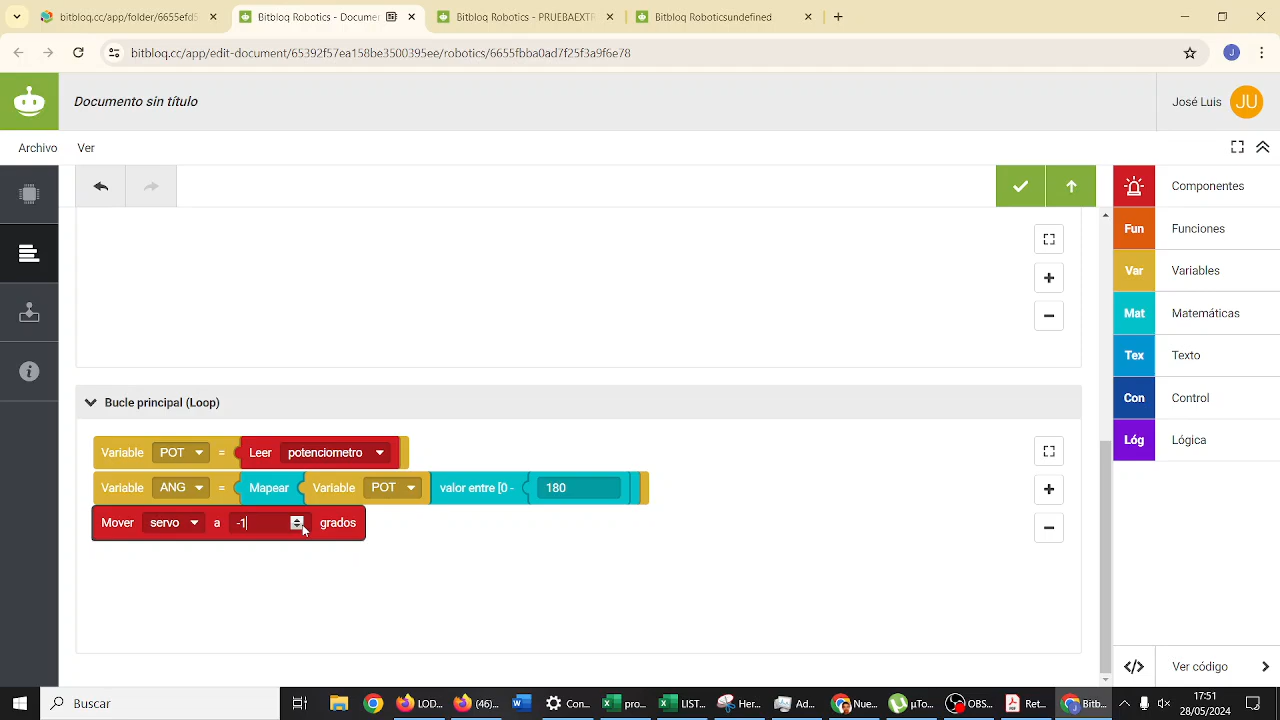 bitbloq.cc/app/folder/6655efd5
Bitbloq Robotics - Documen
Bitbloq Robotics - PRUEBAEXTR
Bitbloq Roboticsundefined
bitbloq.cc/app/edit-document/65392f57ea158be3500395ee/robotics/6655fbba0ad7f25f3a9f6e78
J
Documento sin título
José Luis JU
Archivo Ver
Componentes
Fun Funciones
Var Variables
Mat Matemáticas
Tex Texto
Con Control
Lóg Lógica
Bucle principal (Loop)
Variable POT = Leer potenciometro
Variable ANG = Mapear Variable POT valor entre [0 - 180
Mover servo a -1 grados
</> Ver código
Buscar
LOD...
(46)...
Con...
pro...
LIST...
Her...
Ad...
Nue...
µTo...
OBS...
Ret...
Bitb...
17:51
28/05/2024